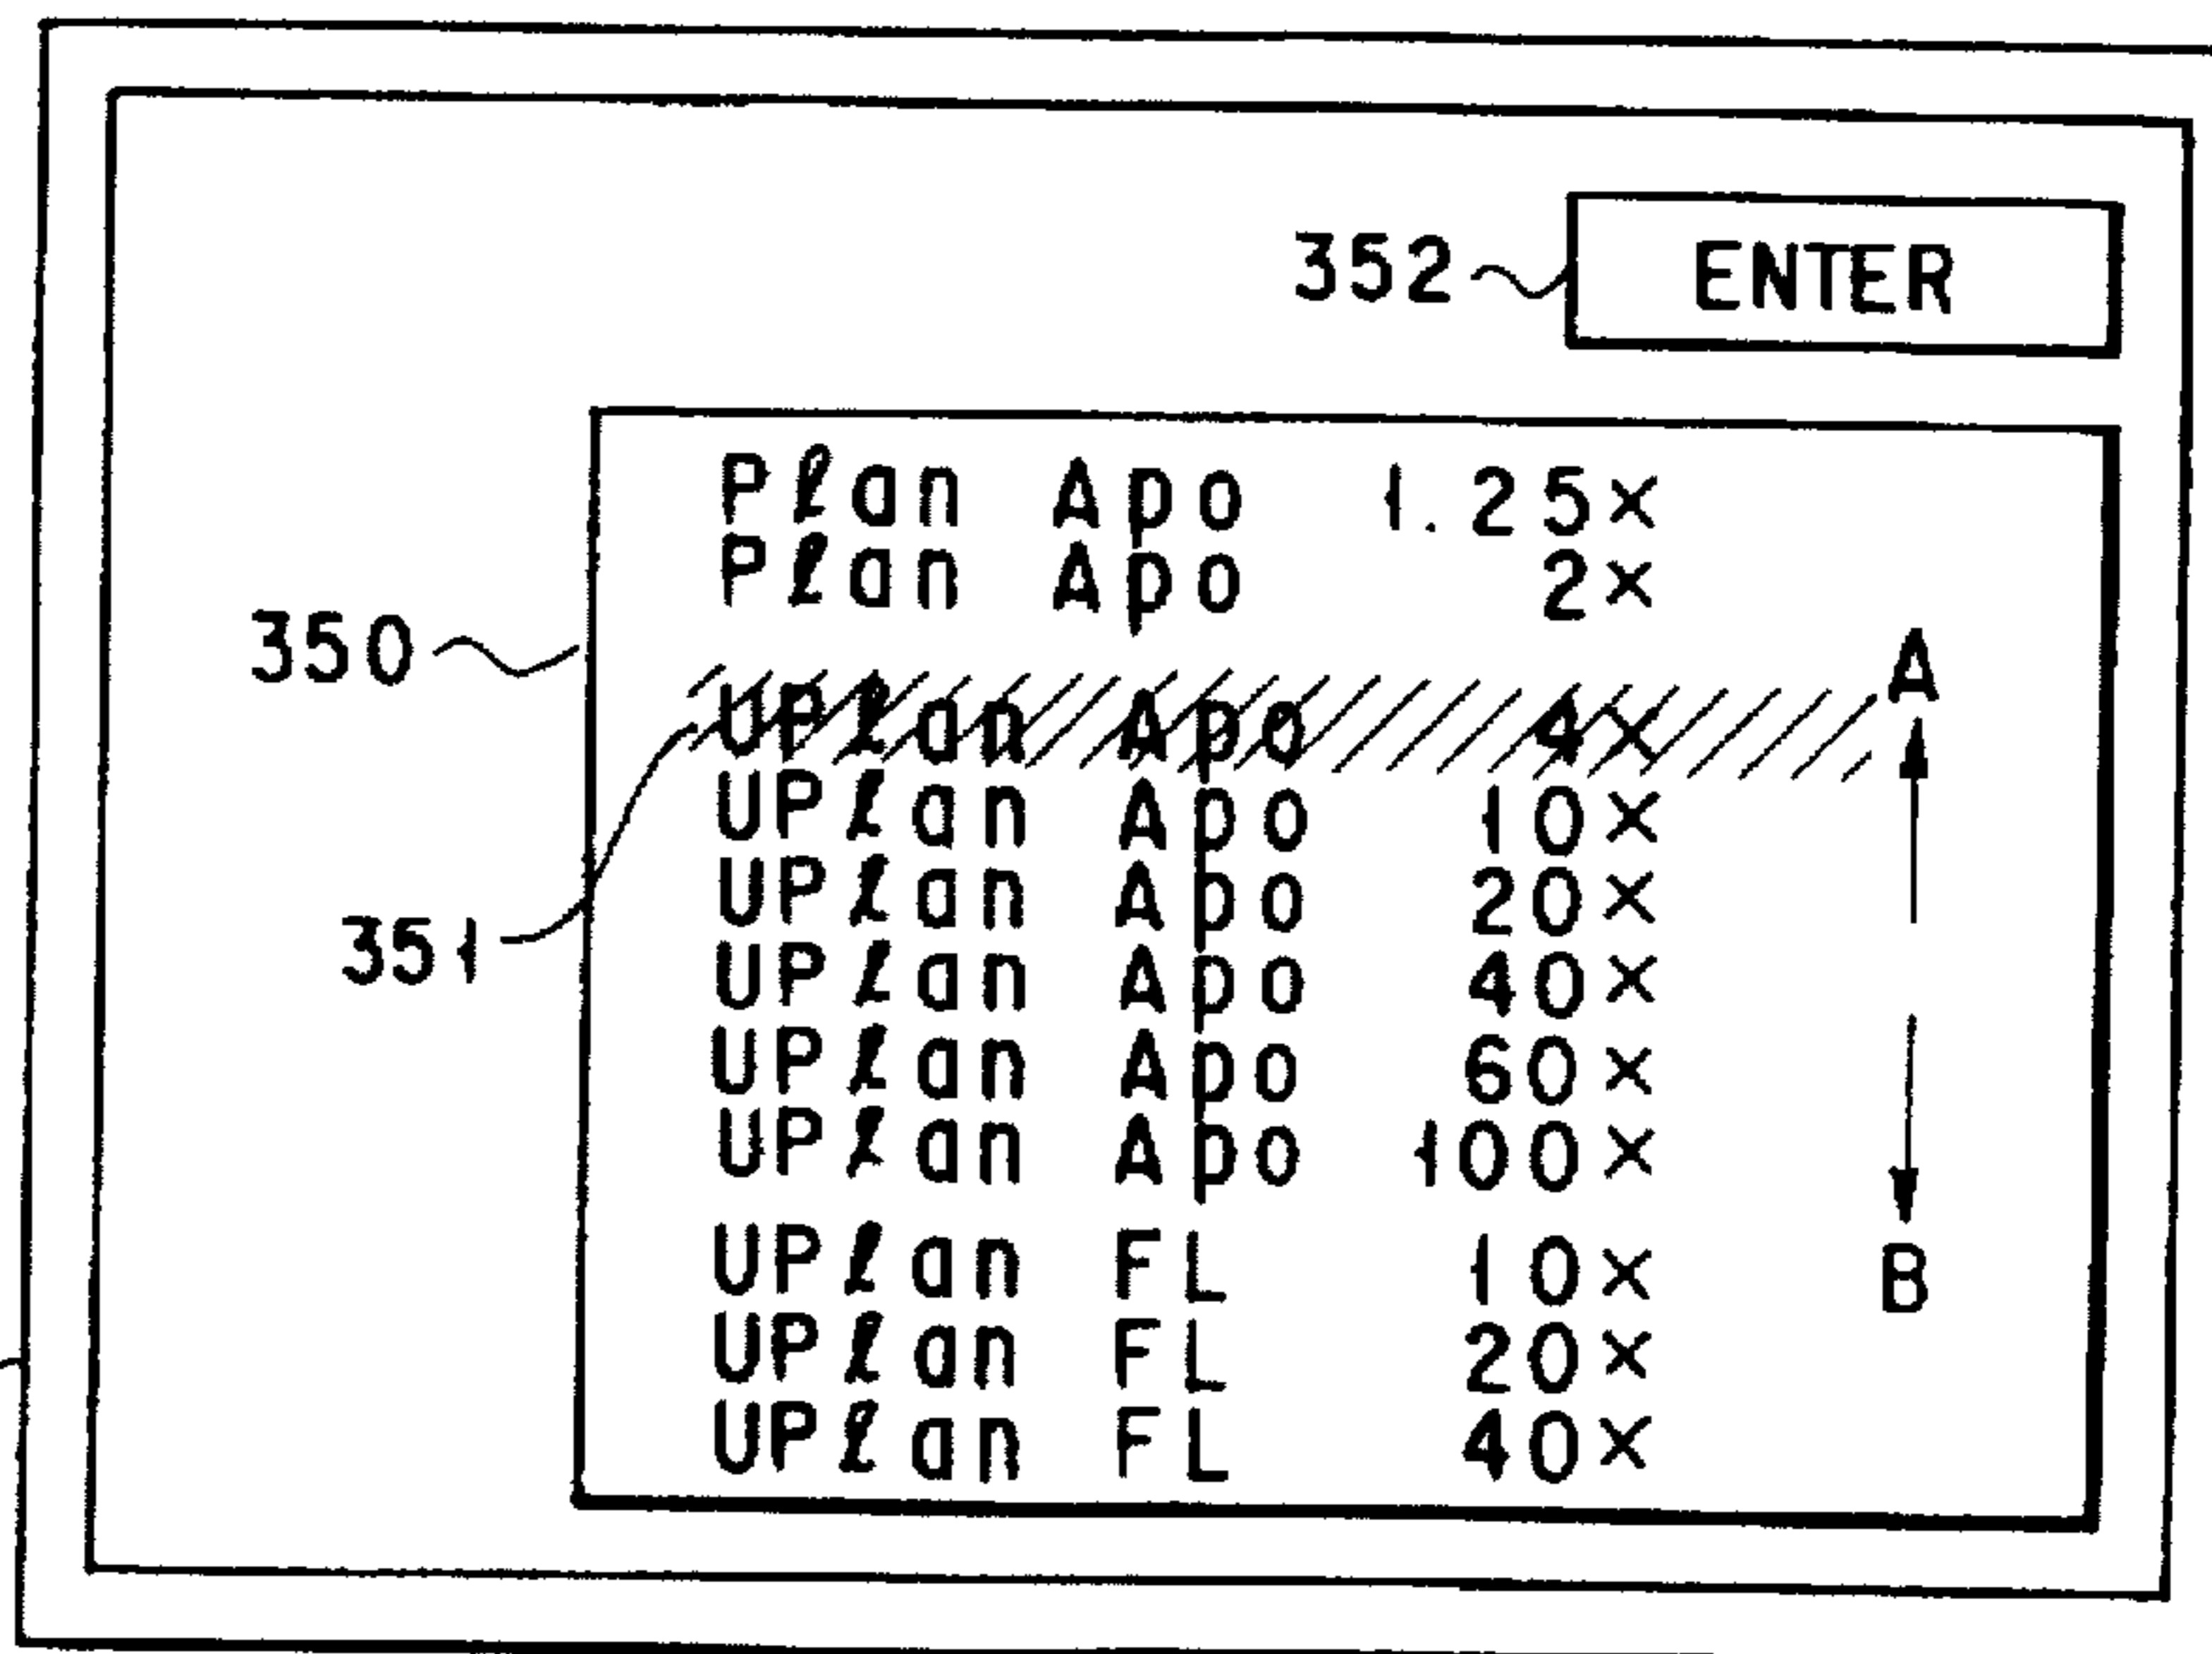 352 ENTER
Plan Apo 1.25×
Plan Apo 2×
350
A
UPlan Apo 4×
UPlan Apo 10×
UPlan Apo 20×
351
UPlan Apo 40×
UPlan Apo 60×
UPlan Apo 100×
UPlan FL 10×
B
UPlan FL 20×
UPlan FL 40×